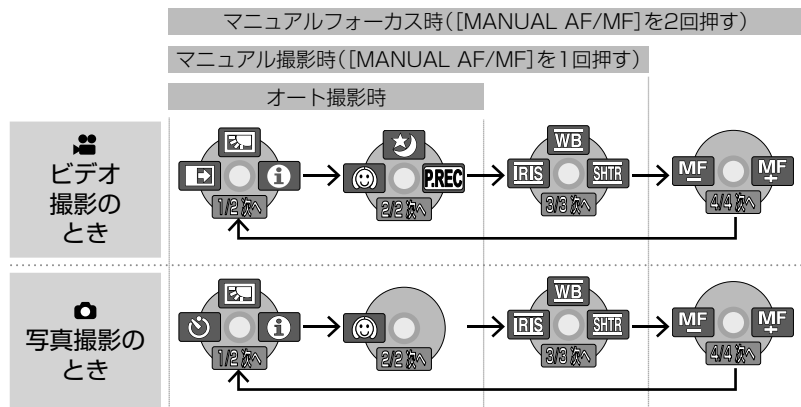 マニュアルフォーカス時([MANUAL AF/MF]を2回押す)
マニュアル撮影時([MANUAL AF/MF]を1回押す)
オート撮影時
ビデオ
撮影の
とき
1/2 次へ
P.REC
2/2 次へ
WB
IRIS SHTR
3/3 次へ
MF MF
4/4 次へ
写真撮影の
とき
1/2 次へ
2/2 次へ
WB
IRIS SHTR
3/3 次へ
MF MF
4/4 次へ